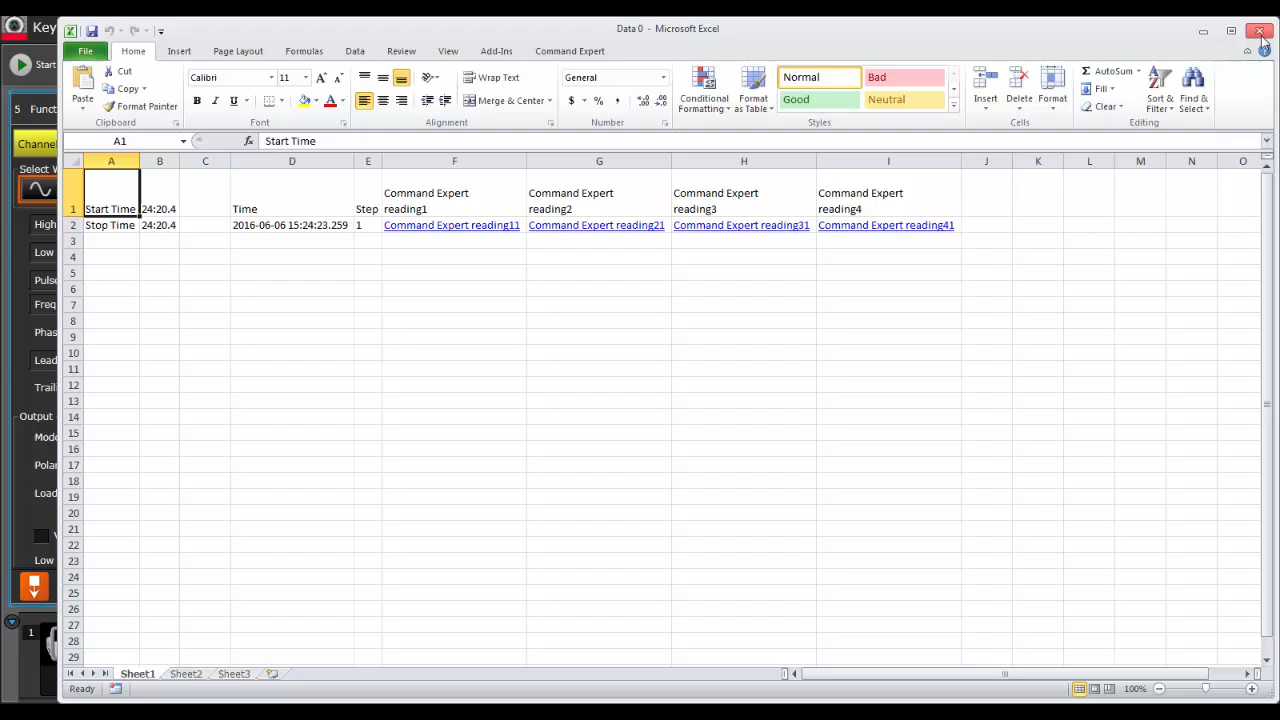 Data 0 - Microsoft Excel
Key
Start
5 Func
Channe
Select W
High
Low
Pulse
Freq
Phas
Lead
Traili
Output
Mode
Polar
Load
Low
1
File Home Insert Page Layout Formulas Data Review View Add-Ins Command Expert
Paste
Cut
Copy
Format Painter
Clipboard
Calibri 11
B I U
Font
Wrap Text
Merge & Center
Alignment
General
$ % ,
Number
Conditional Formatting
Format as Table
Normal Bad
Good Neutral
Styles
Insert Delete Format
Cells
Σ AutoSum
Fill
Clear
Sort & Filter
Find & Select
Editing
A1 fx Start Time
A B C D E F G H I J K L M N O
Command Expert Command Expert Command Expert Command Expert
1 Start Time 24:20.4 Time Step reading1 reading2 reading3 reading4
2 Stop Time 24:20.4 2016-06-06 15:24:23.259 1 Command Expert reading11 Command Expert reading21 Command Expert reading31 Command Expert reading41
3
4
5
6
7
8
9
10
11
12
13
14
15
16
17
18
19
20
21
22
23
24
25
26
27
28
29
Sheet1 Sheet2 Sheet3
Ready 100%